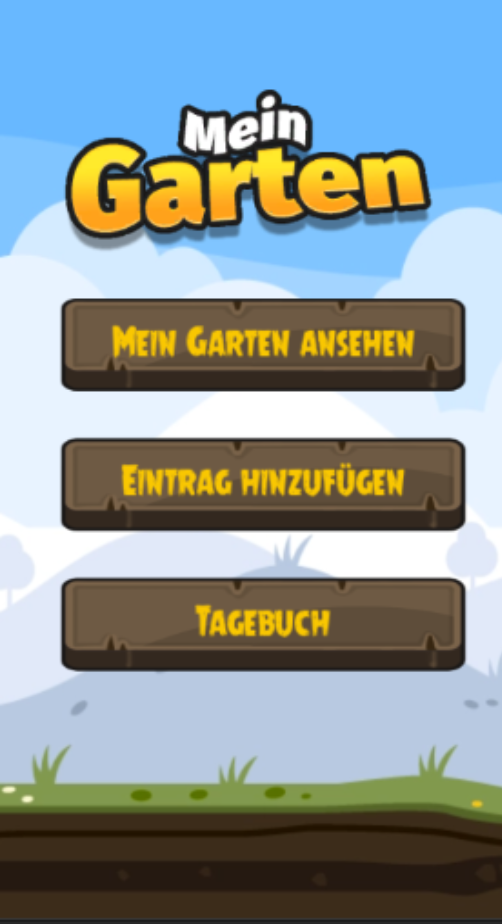 Mein
Garten
Mein Garten ansehen
Eintrag hinzufügen
Tagebuch